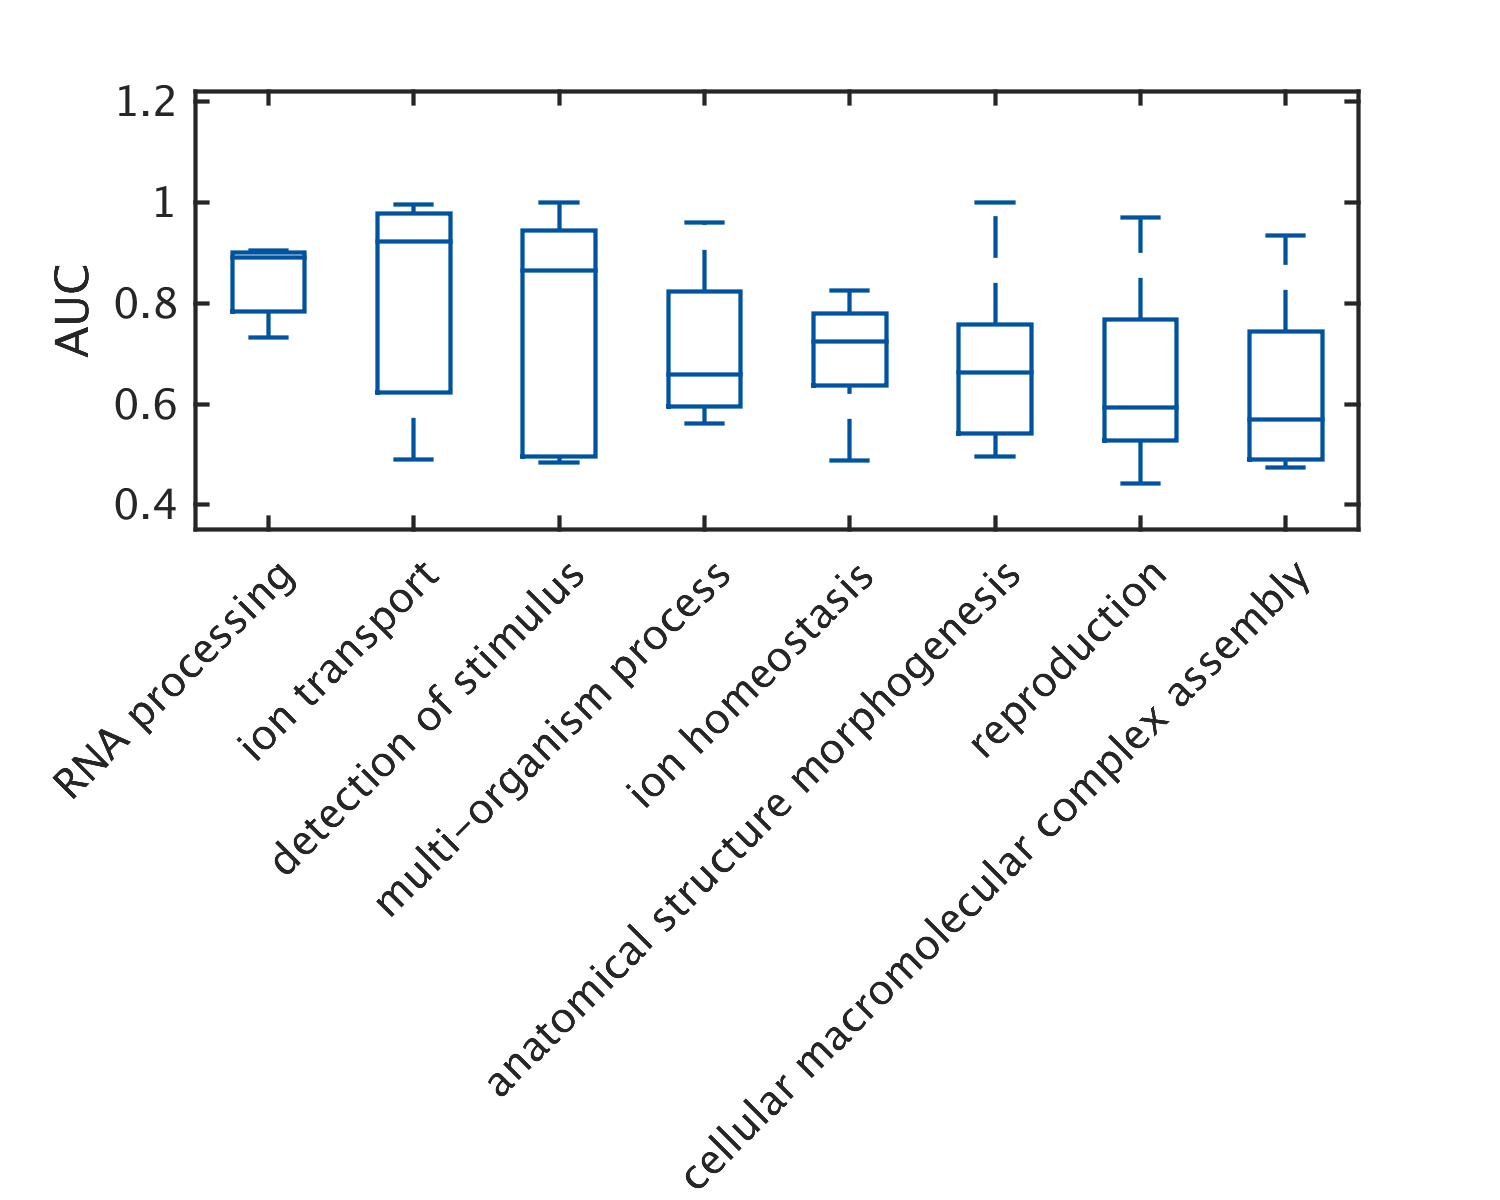 1.2
1
0.8
0.6
0.4
AUC
RNA processing
ion transport
detection of stimulus
multi-organism process
ion homeostasis
anatomical structure morphogenesis
reproduction
cellular macromolecular complex assembly